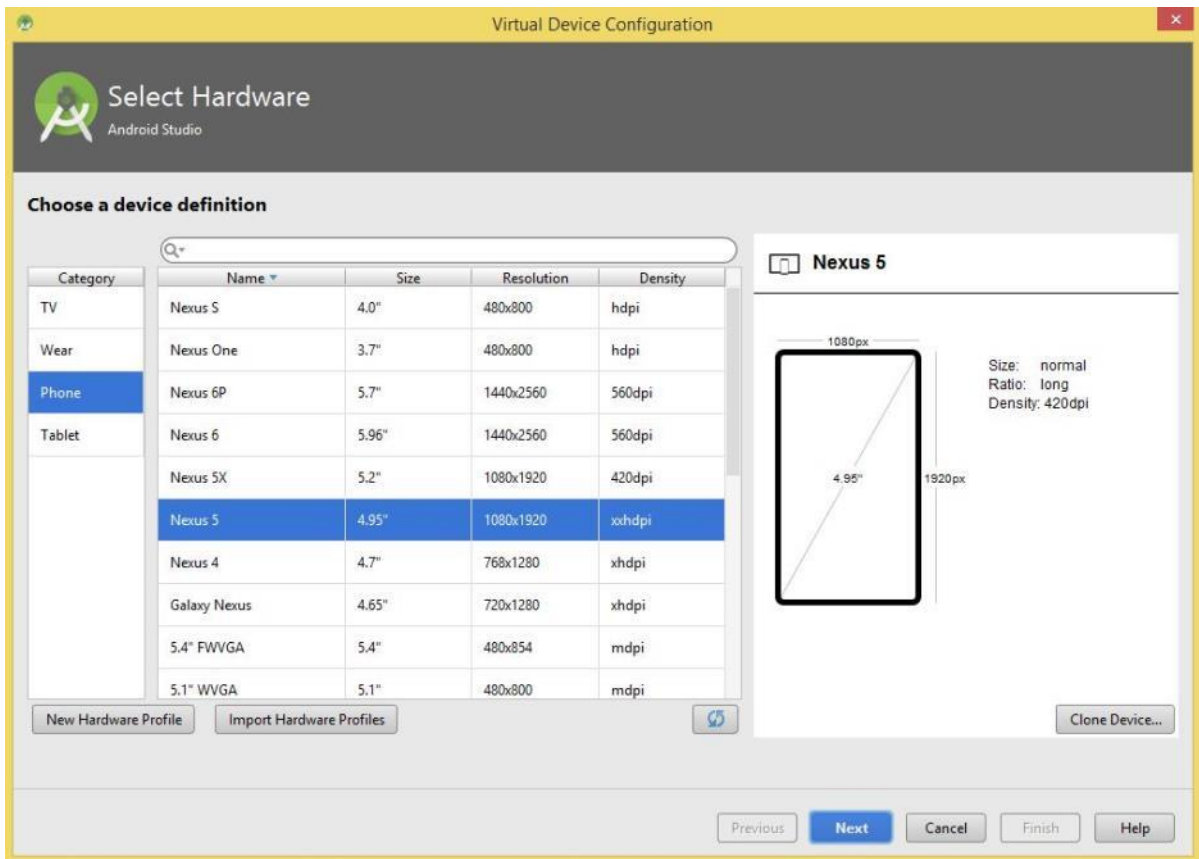 Virtual Device Configuration
Select Hardware
Android Studio
Choose a device definition
Category
TV
Wear
Phone
Tablet
Name Size Resolution Density
Nexus S 4.0" 480x800 hdpi
Nexus One 3.7" 480x800 hdpi
Nexus 6P 5.7" 1440x2560 560dpi
Nexus 6 5.96" 1440x2560 560dpi
Nexus 5X 5.2" 1080x1920 420dpi
Nexus 5 4.95" 1080x1920 xxhdpi
Nexus 4 4.7" 768x1280 xhdpi
Galaxy Nexus 4.65" 720x1280 xhdpi
5.4" FWVGA 5.4" 480x854 mdpi
5.1" WVGA 5.1" 480x800 mdpi
New Hardware Profile Import Hardware Profiles
Nexus 5
1080px
Size: normal
Ratio: long
Density: 420dpi
4.95" 1920px
Clone Device...
Previous Next Cancel Finish Help